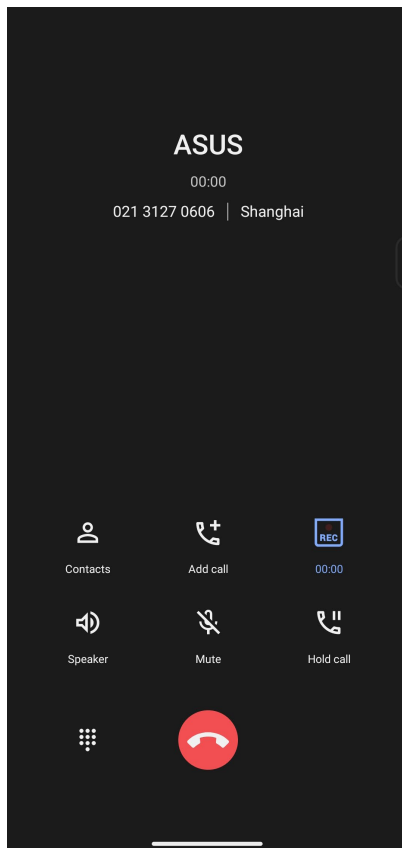 ASUS
00:00
021 3127 0606 | Shanghai
REC
Contacts Add call 00:00
Speaker Mute Hold call